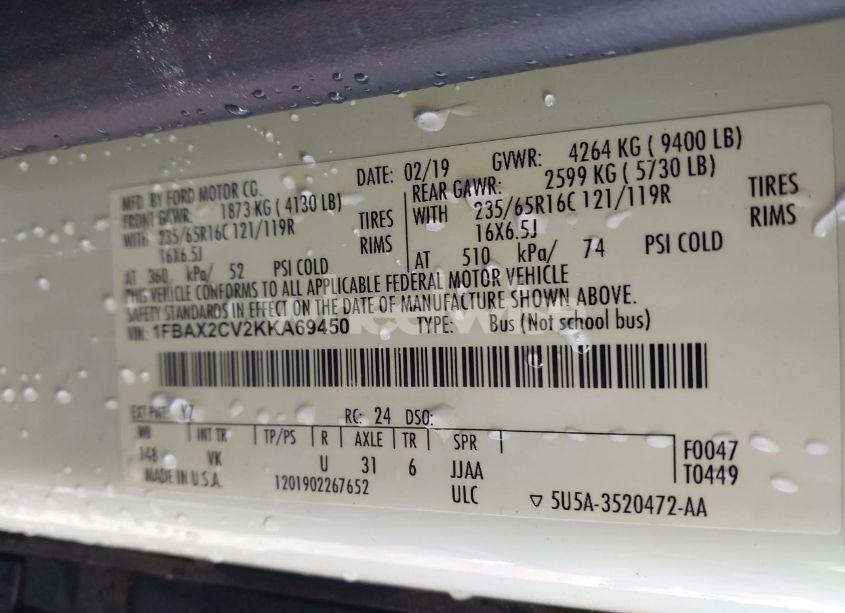 MFD. BY FORD MOTOR CO. DATE: 02/19 GVWR: 4264 KG ( 9400 LB)
FRONT GAWR: 1873 KG ( 4130 LB) REAR GAWR: 2599 KG ( 5730 LB)
WITH 235/65R16C 121/119R TIRES WITH 235/65R16C 121/119R TIRES
16X6.5J RIMS 16X6.5J RIMS
AT 360 kPa/ 52 PSI COLD AT 510 kPa/ 74 PSI COLD
THIS VEHICLE CONFORMS TO ALL APPLICABLE FEDERAL MOTOR VEHICLE
SAFETY STANDARDS IN EFFECT ON THE DATE OF MANUFACTURE SHOWN ABOVE.
VIN: 1FBAX2CV2KKA69450 TYPE: Bus (Not school bus)
EXT PNT: YZ RC: 24 DSO:
WB INT TR TP/PS R AXLE TR SPR F0047
148 VK U 31 6 JJAA T0449
MADE IN U.S.A. 1201902267652 ULC ▽ 5U5A-3520472-AA